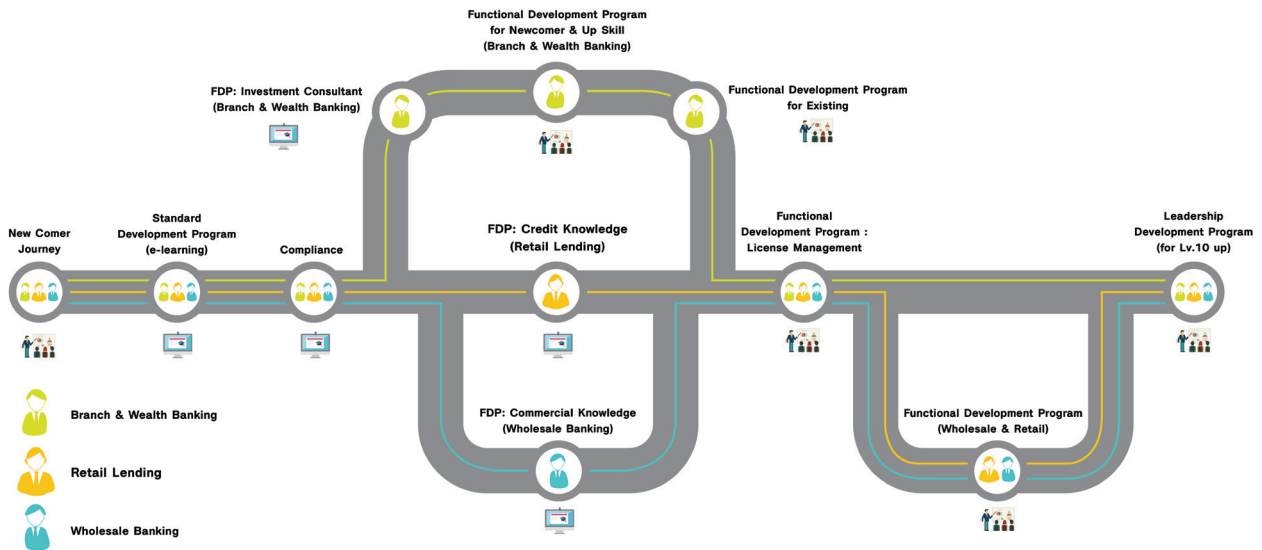 Functional Development Program
for Newcomer & Up Skill
(Branch & Wealth Banking)
FDP: Investment Consultant
(Branch & Wealth Banking)
Functional Development Program
for Existing
New Comer
Journey
Standard
Development Program
(e-learning)
Compliance
FDP: Credit Knowledge
(Retail Lending)
Functional
Development Program :
License Management
Leadership
Development Program
(for Lv.10 up)
Branch & Wealth Banking
Retail Lending
Wholesale Banking
FDP: Commercial Knowledge
(Wholesale Banking)
Functional Development Program
(Wholesale & Retail)